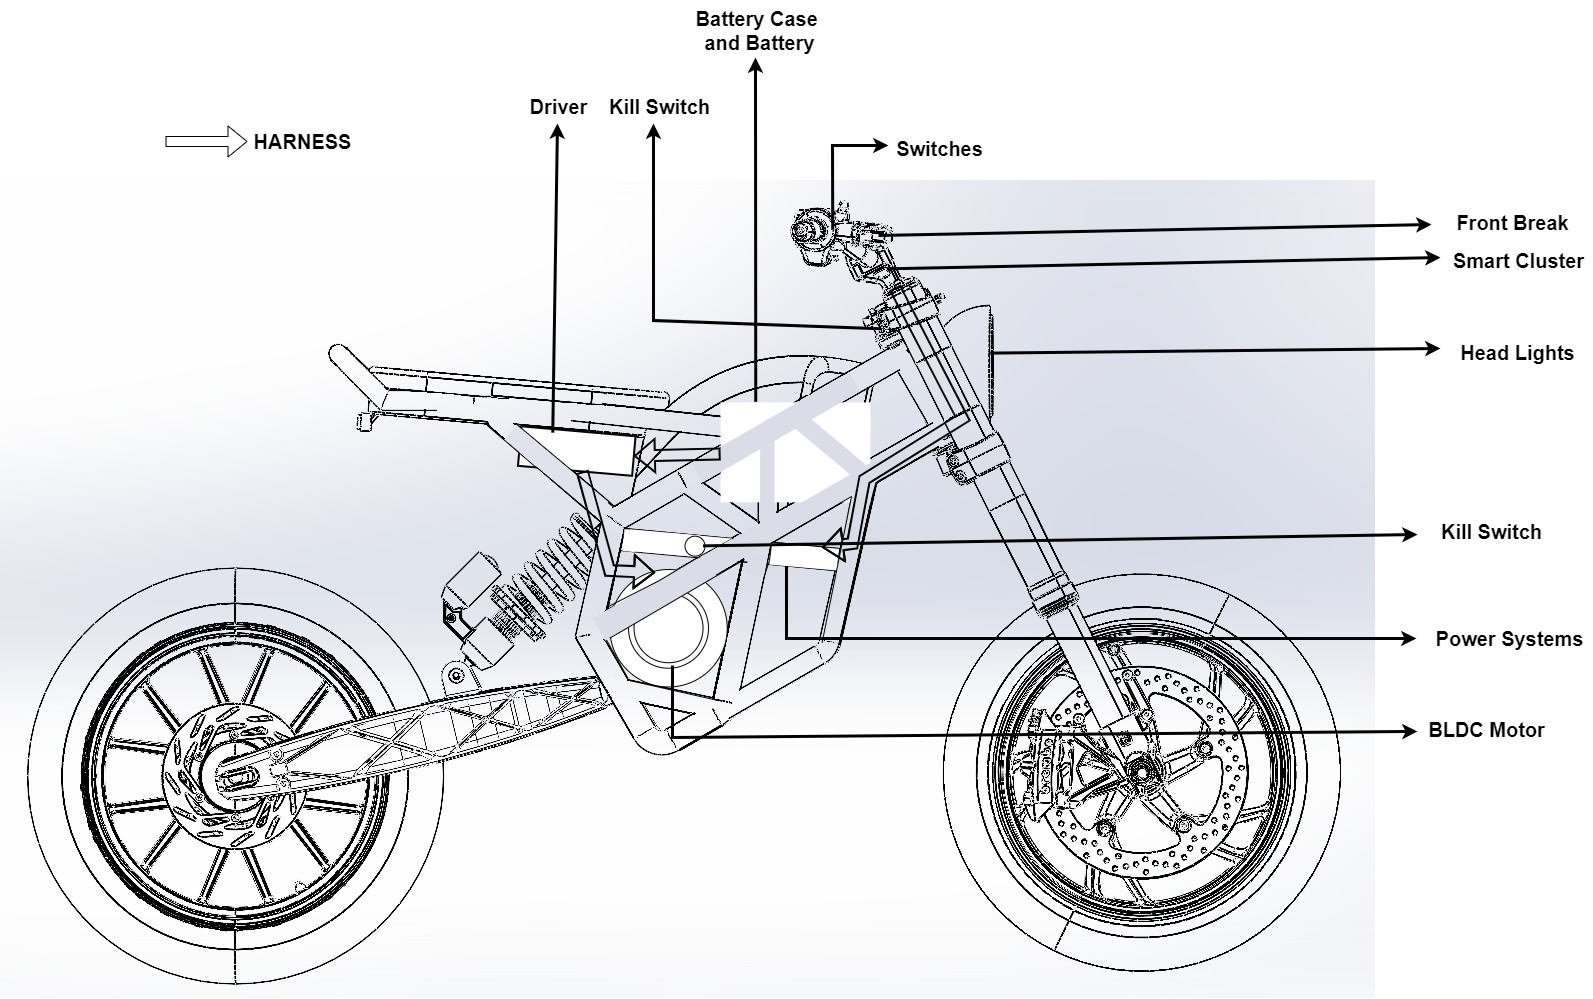 Battery Case
and Battery
Driver
Kill Switch
HARNESS
Switches
Front Break
Smart Cluster
Head Lights
Kill Switch
Power Systems
BLDC Motor